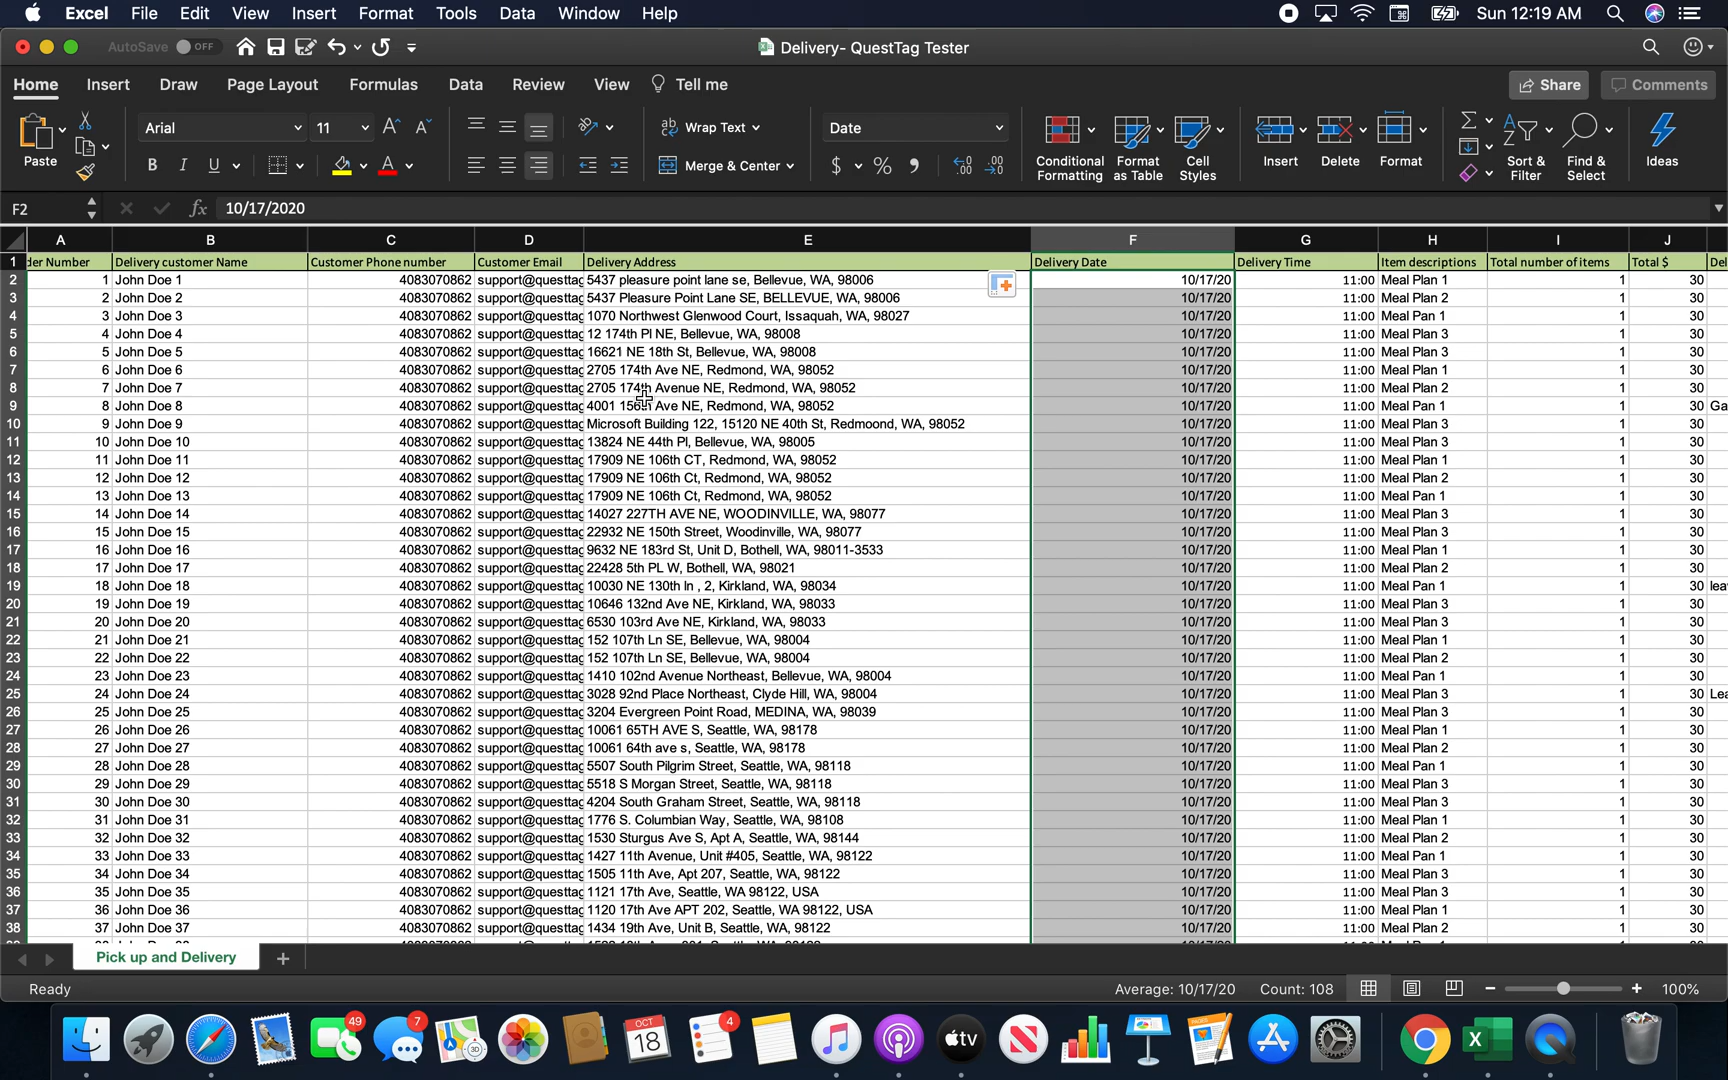 Excel File Edit View Insert Format Tools Data Window Help Sun 12:19 AM
AutoSave OFF Delivery- QuestTag Tester
Home Insert Draw Page Layout Formulas Data Review View Tell me Share Comments
Paste Arial 11 Wrap Text Merge & Center Date Conditional Formatting Format as Table Cell Styles Insert Delete Format Sort & Filter Find & Select Ideas
F2 fx 10/17/2020
A B C D E F G H I J
1 der Number Delivery customer Name Customer Phone number Customer Email Delivery Address Delivery Date Delivery Time Item descriptions Total number of items Total $ Del
2 1 John Doe 1 4083070862 support@questtag 5437 pleasure point lane se, Bellevue, WA, 98006 10/17/20 11:00 Meal Plan 1 1 30
3 2 John Doe 2 4083070862 support@questtag 5437 Pleasure Point Lane SE, BELLEVUE, WA, 98006 10/17/20 11:00 Meal Plan 2 1 30
4 3 John Doe 3 4083070862 support@questtag 1070 Northwest Glenwood Court, Issaquah, WA, 98027 10/17/20 11:00 Meal Pan 1 1 30
5 4 John Doe 4 4083070862 support@questtag 12 174th Pl NE, Bellevue, WA, 98008 10/17/20 11:00 Meal Plan 3 1 30
6 5 John Doe 5 4083070862 support@questtag 16621 NE 18th St, Bellevue, WA, 98008 10/17/20 11:00 Meal Plan 3 1 30
7 6 John Doe 6 4083070862 support@questtag 2705 174th Ave NE, Redmond, WA, 98052 10/17/20 11:00 Meal Plan 1 1 30
8 7 John Doe 7 4083070862 support@questtag 2705 174th Avenue NE, Redmond, WA, 98052 10/17/20 11:00 Meal Plan 2 1 30
9 8 John Doe 8 4083070862 support@questtag 4001 156th Ave NE, Redmond, WA, 98052 10/17/20 11:00 Meal Pan 1 1 30 Ga
10 9 John Doe 9 4083070862 support@questtag Microsoft Building 122, 15120 NE 40th St, Redmoond, WA, 98052 10/17/20 11:00 Meal Plan 3 1 30
11 10 John Doe 10 4083070862 support@questtag 13824 NE 44th Pl, Bellevue, WA, 98005 10/17/20 11:00 Meal Plan 3 1 30
12 11 John Doe 11 4083070862 support@questtag 17909 NE 106th CT, Redmond, WA, 98052 10/17/20 11:00 Meal Plan 1 1 30
13 12 John Doe 12 4083070862 support@questtag 17909 NE 106th Ct, Redmond, WA, 98052 10/17/20 11:00 Meal Plan 2 1 30
14 13 John Doe 13 4083070862 support@questtag 17909 NE 106th Ct, Redmond, WA, 98052 10/17/20 11:00 Meal Pan 1 1 30
15 14 John Doe 14 4083070862 support@questtag 14027 227TH AVE NE, WOODINVILLE, WA, 98077 10/17/20 11:00 Meal Plan 3 1 30
16 15 John Doe 15 4083070862 support@questtag 22932 NE 150th Street, Woodinville, WA, 98077 10/17/20 11:00 Meal Plan 3 1 30
17 16 John Doe 16 4083070862 support@questtag 9632 NE 183rd St, Unit D, Bothell, WA, 98011-3533 10/17/20 11:00 Meal Plan 1 1 30
18 17 John Doe 17 4083070862 support@questtag 22428 5th PL W, Bothell, WA, 98021 10/17/20 11:00 Meal Plan 2 1 30
19 18 John Doe 18 4083070862 support@questtag 10030 NE 130th ln , 2, Kirkland, WA, 98034 10/17/20 11:00 Meal Pan 1 1 30 lea
20 19 John Doe 19 4083070862 support@questtag 10646 132nd Ave NE, Kirkland, WA, 98033 10/17/20 11:00 Meal Plan 3 1 30
21 20 John Doe 20 4083070862 support@questtag 6530 103rd Ave NE, Kirkland, WA, 98033 10/17/20 11:00 Meal Plan 3 1 30
22 21 John Doe 21 4083070862 support@questtag 152 107th Ln SE, Bellevue, WA, 98004 10/17/20 11:00 Meal Plan 1 1 30
23 22 John Doe 22 4083070862 support@questtag 152 107th Ln SE, Bellevue, WA, 98004 10/17/20 11:00 Meal Plan 2 1 30
24 23 John Doe 23 4083070862 support@questtag 1410 102nd Avenue Northeast, Bellevue, WA, 98004 10/17/20 11:00 Meal Pan 1 1 30
25 24 John Doe 24 4083070862 support@questtag 3028 92nd Place Northeast, Clyde Hill, WA, 98004 10/17/20 11:00 Meal Plan 3 1 30 Lea
26 25 John Doe 25 4083070862 support@questtag 3204 Evergreen Point Road, MEDINA, WA, 98039 10/17/20 11:00 Meal Plan 3 1 30
27 26 John Doe 26 4083070862 support@questtag 10061 65TH AVE S, Seattle, WA, 98178 10/17/20 11:00 Meal Plan 1 1 30
28 27 John Doe 27 4083070862 support@questtag 10061 64th ave s, Seattle, WA, 98178 10/17/20 11:00 Meal Plan 2 1 30
29 28 John Doe 28 4083070862 support@questtag 5507 South Pilgrim Street, Seattle, WA, 98118 10/17/20 11:00 Meal Pan 1 1 30
30 29 John Doe 29 4083070862 support@questtag 5518 S Morgan Street, Seattle, WA, 98118 10/17/20 11:00 Meal Plan 3 1 30
31 30 John Doe 30 4083070862 support@questtag 4204 South Graham Street, Seattle, WA, 98118 10/17/20 11:00 Meal Plan 3 1 30
32 31 John Doe 31 4083070862 support@questtag 1776 S. Columbian Way, Seattle, WA, 98108 10/17/20 11:00 Meal Plan 1 1 30
33 32 John Doe 32 4083070862 support@questtag 1530 Sturgus Ave S, Apt A, Seattle, WA, 98144 10/17/20 11:00 Meal Plan 2 1 30
34 33 John Doe 33 4083070862 support@questtag 1427 11th Avenue, Unit #405, Seattle, WA, 98122 10/17/20 11:00 Meal Pan 1 1 30
35 34 John Doe 34 4083070862 support@questtag 1505 11th Ave, Apt 207, Seattle, WA, 98122 10/17/20 11:00 Meal Plan 3 1 30
36 35 John Doe 35 4083070862 support@questtag 1121 17th Ave, Seattle, WA 98122, USA 10/17/20 11:00 Meal Plan 3 1 30
37 36 John Doe 36 4083070862 support@questtag 1120 17th Ave APT 202, Seattle, WA 98122, USA 10/17/20 11:00 Meal Plan 1 1 30
38 37 John Doe 37 4083070862 support@questtag 1434 19th Ave, Unit B, Seattle, WA, 98122 10/17/20 11:00 Meal Plan 2 1 30
Pick up and Delivery
Ready Average: 10/17/20 Count: 108 100%
49 7 OCT 18 4 tv